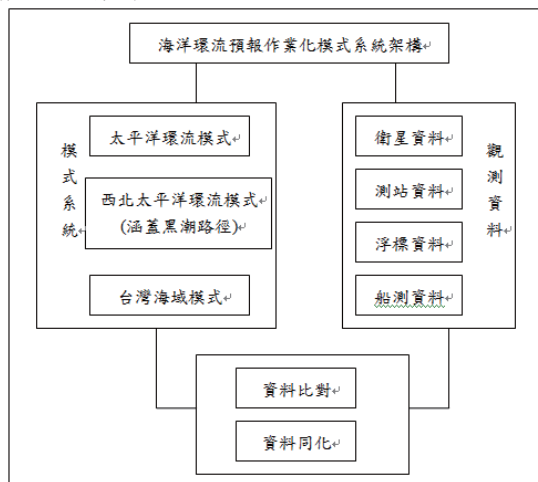 海洋環流預報作業化模式系統架構
模式系統
太平洋環流模式
西北太平洋環流模式
(涵蓋黑潮路徑)
台灣海域模式
衛星資料
測站資料
浮標資料
船測資料
觀測資料
資料比對
資料同化